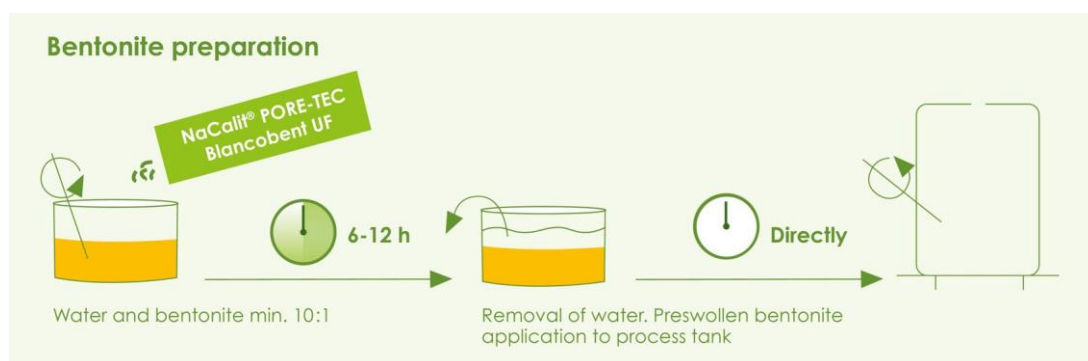 Bentonite preparation
NaCalit® PORE-TEC
Blancobent UF
6-12 h
Directly
Water and bentonite min. 10:1
Removal of water. Preswollen bentonite
application to process tank